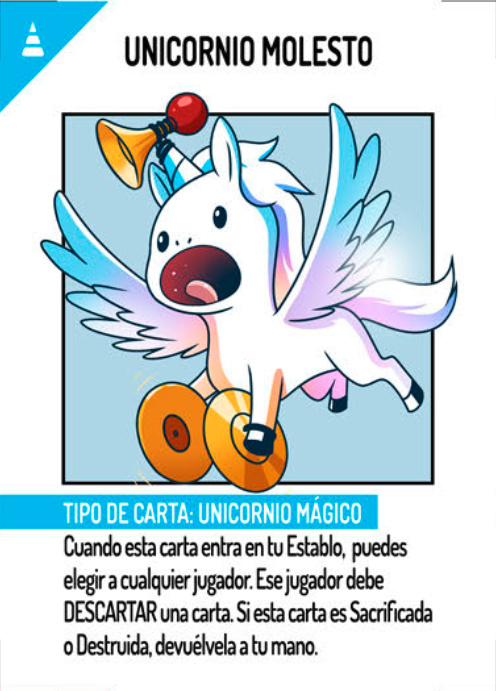 UNICORNIO MOLESTO
TIPO DE CARTA: UNICORNIO MÁGICO
Cuando esta carta entra en tu Establo, puedes
elegir a cualquier jugador. Ese jugador debe
DESCARTAR una carta. Si esta carta es Sacrificada
o Destruida, devuélvela a tu mano.